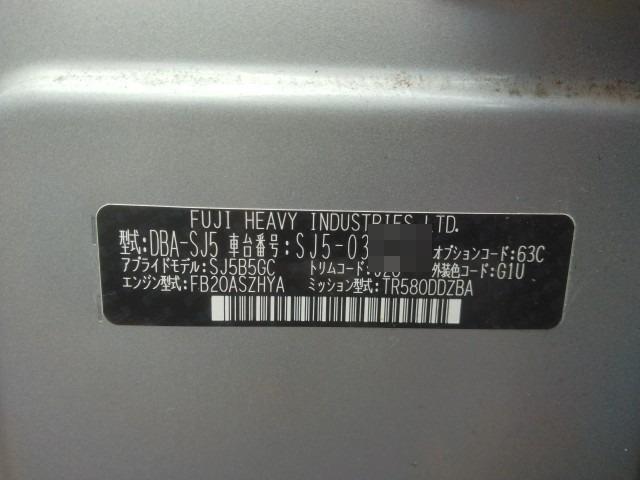 FUJI HEAVY INDUSTRIES LTD.
型式:DBA-SJ5 車台番号:SJ5-03 オプションコード:63C
アプライドモデル:SJ5B5GC トリムコード: 外装色コード:G1U
エンジン型式:FB20ASZHYA ミッション型式:TR580DDZBA